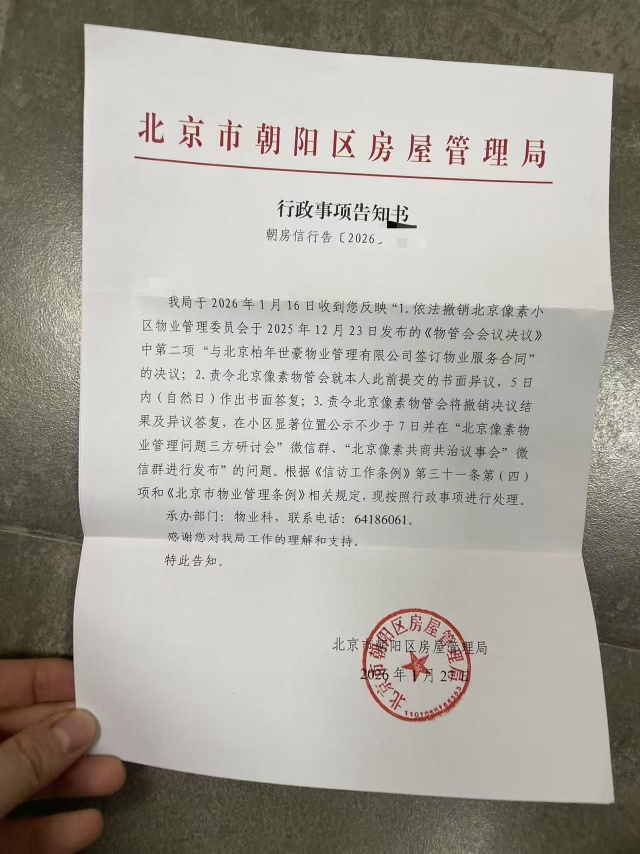 北京市朝阳区房屋管理局
行政事项告知书
朝房信行告〔2026〕
我局于2026年1月16日收到您反映“1.依法撤销北京像素小
区物业管理委员会于2025年12月23日发布的《物管会会议决议》
中第二项“与北京柏年世豪物业管理有限公司签订物业服务合同”
的决议；2.责令北京像素物管会就本人此前提交的书面异议，5日
内（自然日）作出书面答复；3.责令北京像素物管会将撤销决议结
果及异议答复，在小区显著位置公示不少于7日并在“北京像素物
业管理问题三方研讨会”微信群、“北京像素共商共治议事会”微
信群进行发布”的问题。根据《信访工作条例》第三十一条第（四）
项和《北京市物业管理条例》相关规定，现按照行政事项进行处理。
承办部门：物业科，联系电话：64186061。
感谢您对我局工作的理解和支持。
特此告知。
北京市朝阳区房屋管理局
2026年1月27日
北京市朝阳区房屋管理局